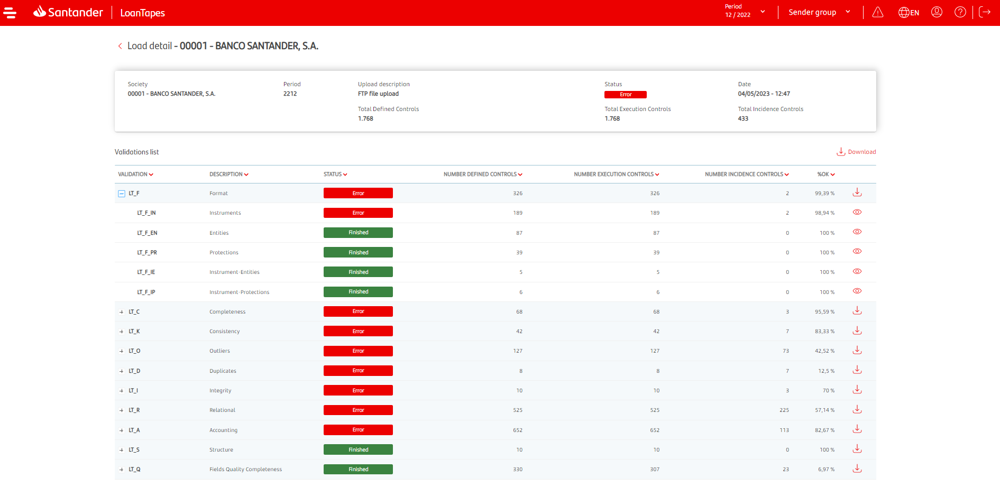 Santander
LoanTapes
Period
12 / 2022
Sender group
EN
Load detail - 00001 - BANCO SANTANDER, S.A.
Society
00001 - BANCO SANTANDER, S.A.
Period
2212
Upload description
FTP file upload
Status
Error
Date
04/05/2023 - 12:47
Total Defined Controls
1.768
Total Execution Controls
1.768
Total Incidence Controls
433
Validations list
Download
VALIDATION DESCRIPTION STATUS NUMBER DEFINED CONTROLS NUMBER EXECUTION CONTROLS NUMBER INCIDENCE CONTROLS %OK
LT_F Format Error 326 326 2 99,39 %
LT_F_IN Instruments Error 189 189 2 98,94 %
LT_F_EN Entities Finished 87 87 0 100 %
LT_F_PR Protections Finished 39 39 0 100 %
LT_F_IE Instrument-Entities Finished 5 5 0 100 %
LT_F_IP Instrument-Protections Finished 6 6 0 100 %
+ LT_C Completeness Error 68 68 3 95,59 %
+ LT_K Consistency Error 42 42 7 83,33 %
+ LT_O Outliers Error 127 127 73 42,52 %
+ LT_D Duplicates Error 8 8 7 12,5 %
+ LT_I Integrity Error 10 10 3 70 %
+ LT_R Relational Error 525 525 225 57,14 %
+ LT_A Accounting Error 652 652 113 82,67 %
+ LT_S Structure Finished 10 10 0 100 %
+ LT_Q Fields Quality Completeness Finished 330 307 23 6,97 %